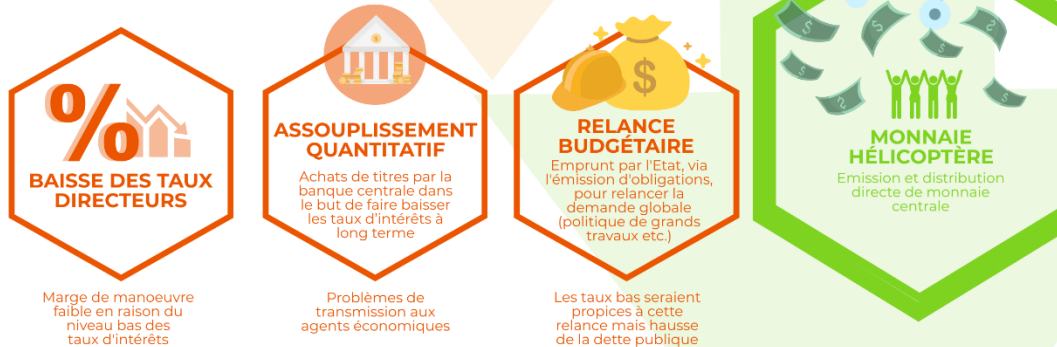 %
BAISSE DES TAUX
DIRECTEURS
Marge de manoeuvre
faible en raison du
niveau bas des
taux d'intérêts
ASSOUPLISSEMENT
QUANTITATIF
Achats de titres par la
banque centrale dans
le but de faire baisser
les taux d'intérêts à
long terme
Problèmes de
transmission aux
agents économiques
$
RELANCE
BUDGÉTAIRE
Emprunt par l'Etat, via
l'émission d'obligations,
pour relancer la
demande globale
(politique de grands
travaux etc.)
Les taux bas seraient
propices à cette
relance mais hausse
de la dette publique
MONNAIE
HÉLICOPTÈRE
Emission et distribution
directe de monnaie
centrale